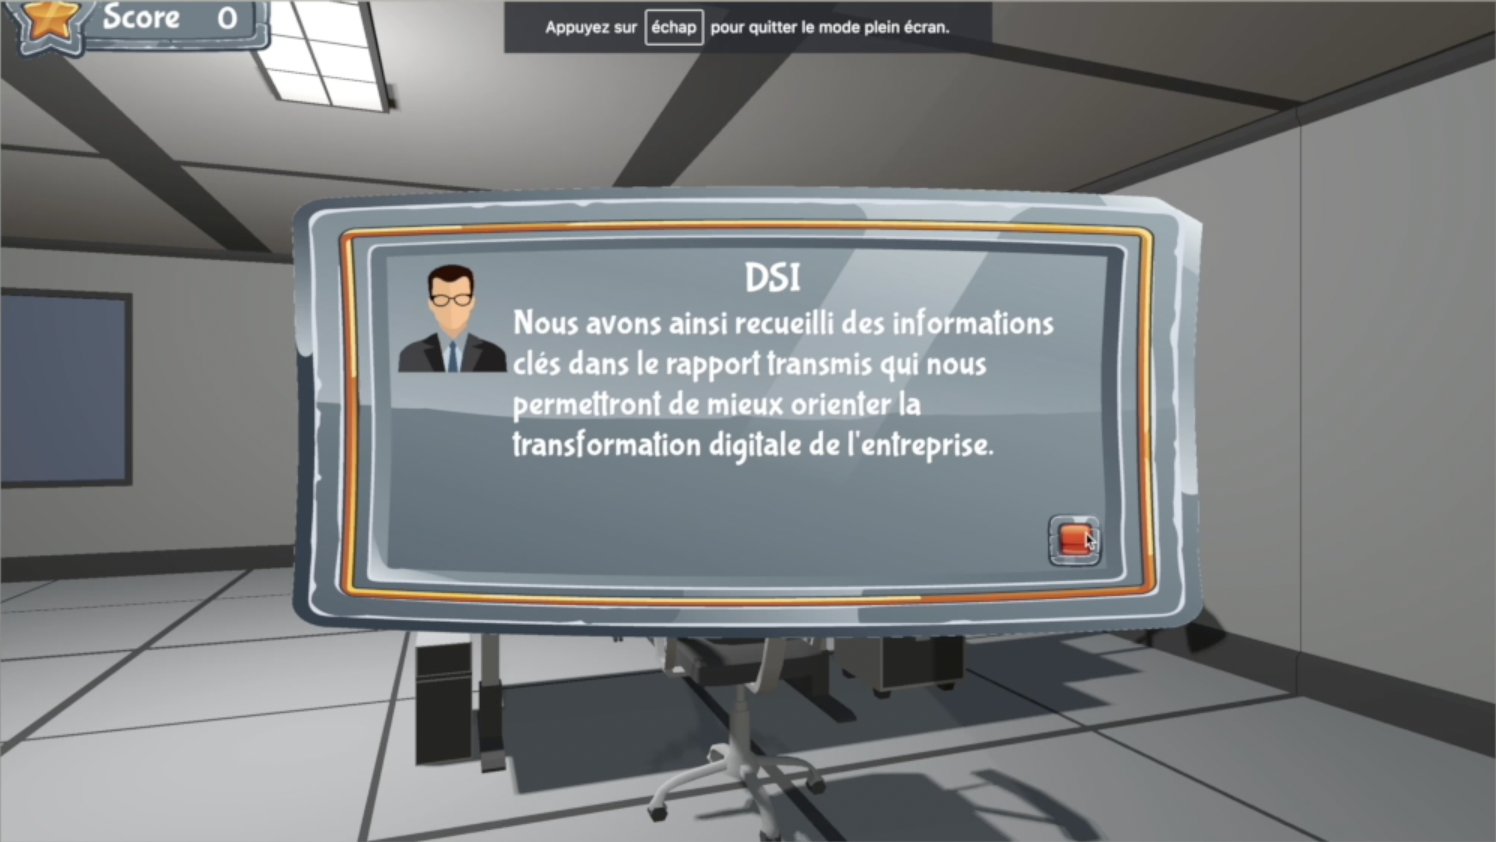 Score 0
Appuyez sur échap pour quitter le mode plein écran.
DSI
Nous avons ainsi recueilli des informations
clés dans le rapport transmis qui nous
permettront de mieux orienter la
transformation digitale de l'entreprise.